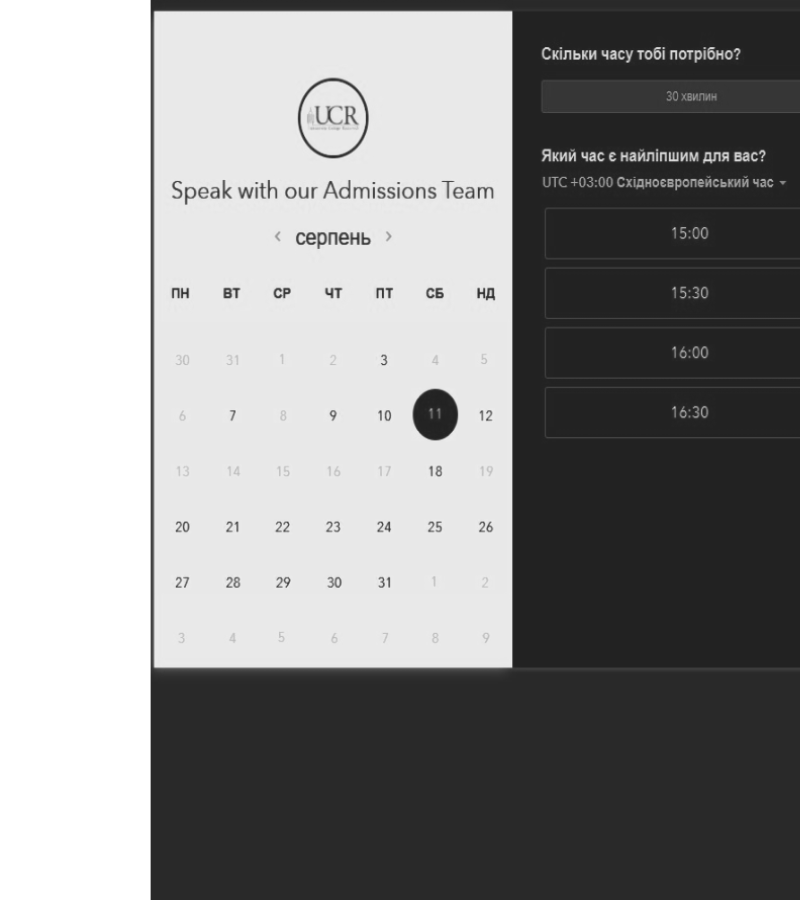 UCR
Speak with our Admissions Team
‹ серпень ›
ПН ВТ СР ЧТ ПТ СБ НД
30 31 1 2 3 4 5
6 7 8 9 10 11 12
13 14 15 16 17 18 19
20 21 22 23 24 25 26
27 28 29 30 31 1 2
3 4 5 6 7 8 9
Скільки часу тобі потрібно?
30 хвилин
Який час є найліпшим для вас?
UTC +03:00 Східноєвропейський час
15:00
15:30
16:00
16:30